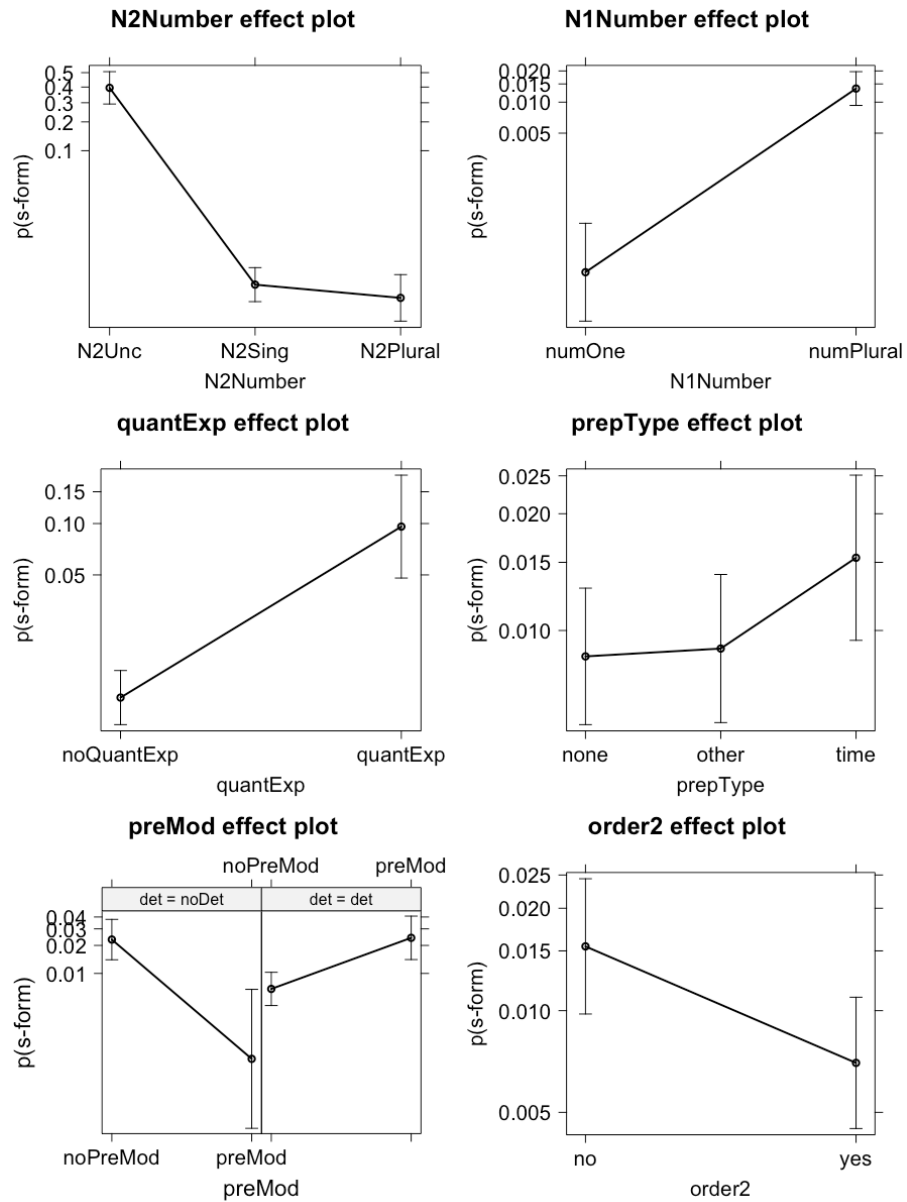 N2Number effect plot
0.5
0.4
0.3
0.2
0.1
p(s-form)
N2Unc N2Sing N2Plural
N2Number
N1Number effect plot
0.020
0.015
0.010
0.005
p(s-form)
numOne numPlural
N1Number
quantExp effect plot
0.15
0.10
0.05
p(s-form)
noQuantExp quantExp
quantExp
prepType effect plot
0.025
0.020
0.015
0.010
p(s-form)
none other time
prepType
preMod effect plot
noPreMod preMod
det = noDet det = det
0.04
0.03
0.02
0.01
p(s-form)
noPreMod preMod
preMod
order2 effect plot
0.025
0.020
0.015
0.010
0.005
p(s-form)
no yes
order2